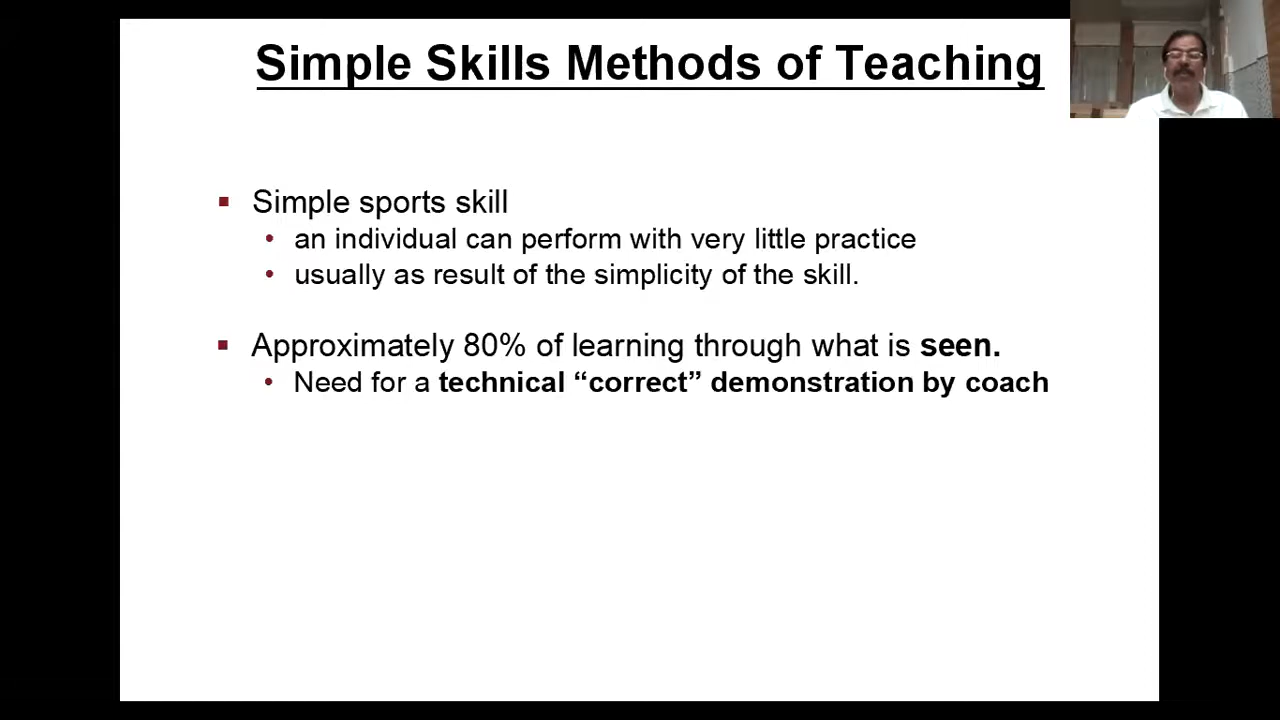 Simple Skills Methods of Teaching
▪ Simple sports skill
• an individual can perform with very little practice
• usually as result of the simplicity of the skill.
▪ Approximately 80% of learning through what is seen.
• Need for a technical “correct” demonstration by coach